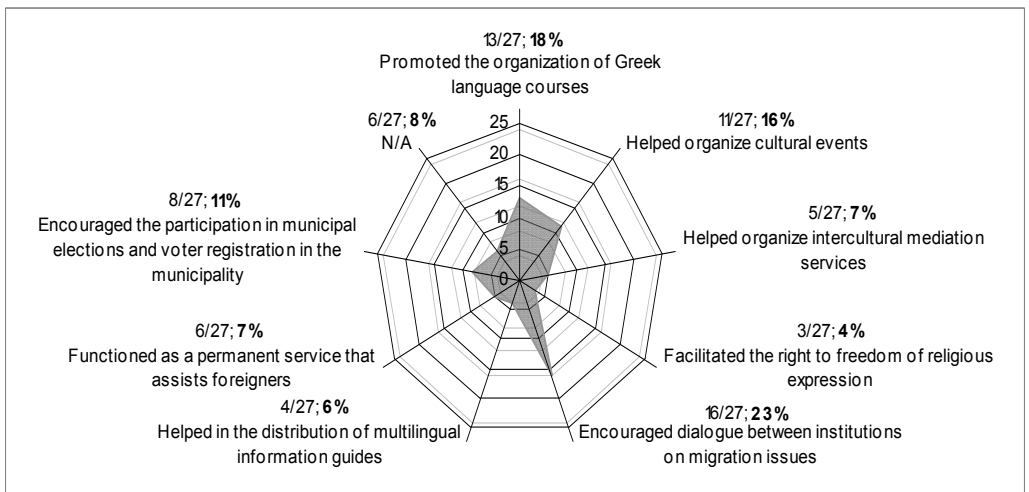 13/27; 18%
Promoted the organization of Greek
language courses
11/27; 16%
Helped organize cultural events
5/27; 7%
Helped organize intercultural mediation
services
3/27; 4%
Facilitated the right to freedom of religious
expression
16/27; 23%
Encouraged dialogue between institutions
on migration issues
4/27; 6%
Helped in the distribution of multilingual
information guides
6/27; 7%
Functioned as a permanent service that
assists foreigners
8/27; 11%
Encouraged the participation in municipal
elections and voter registration in the
municipality
6/27; 8%
N/A
25
20
15
10
5
0